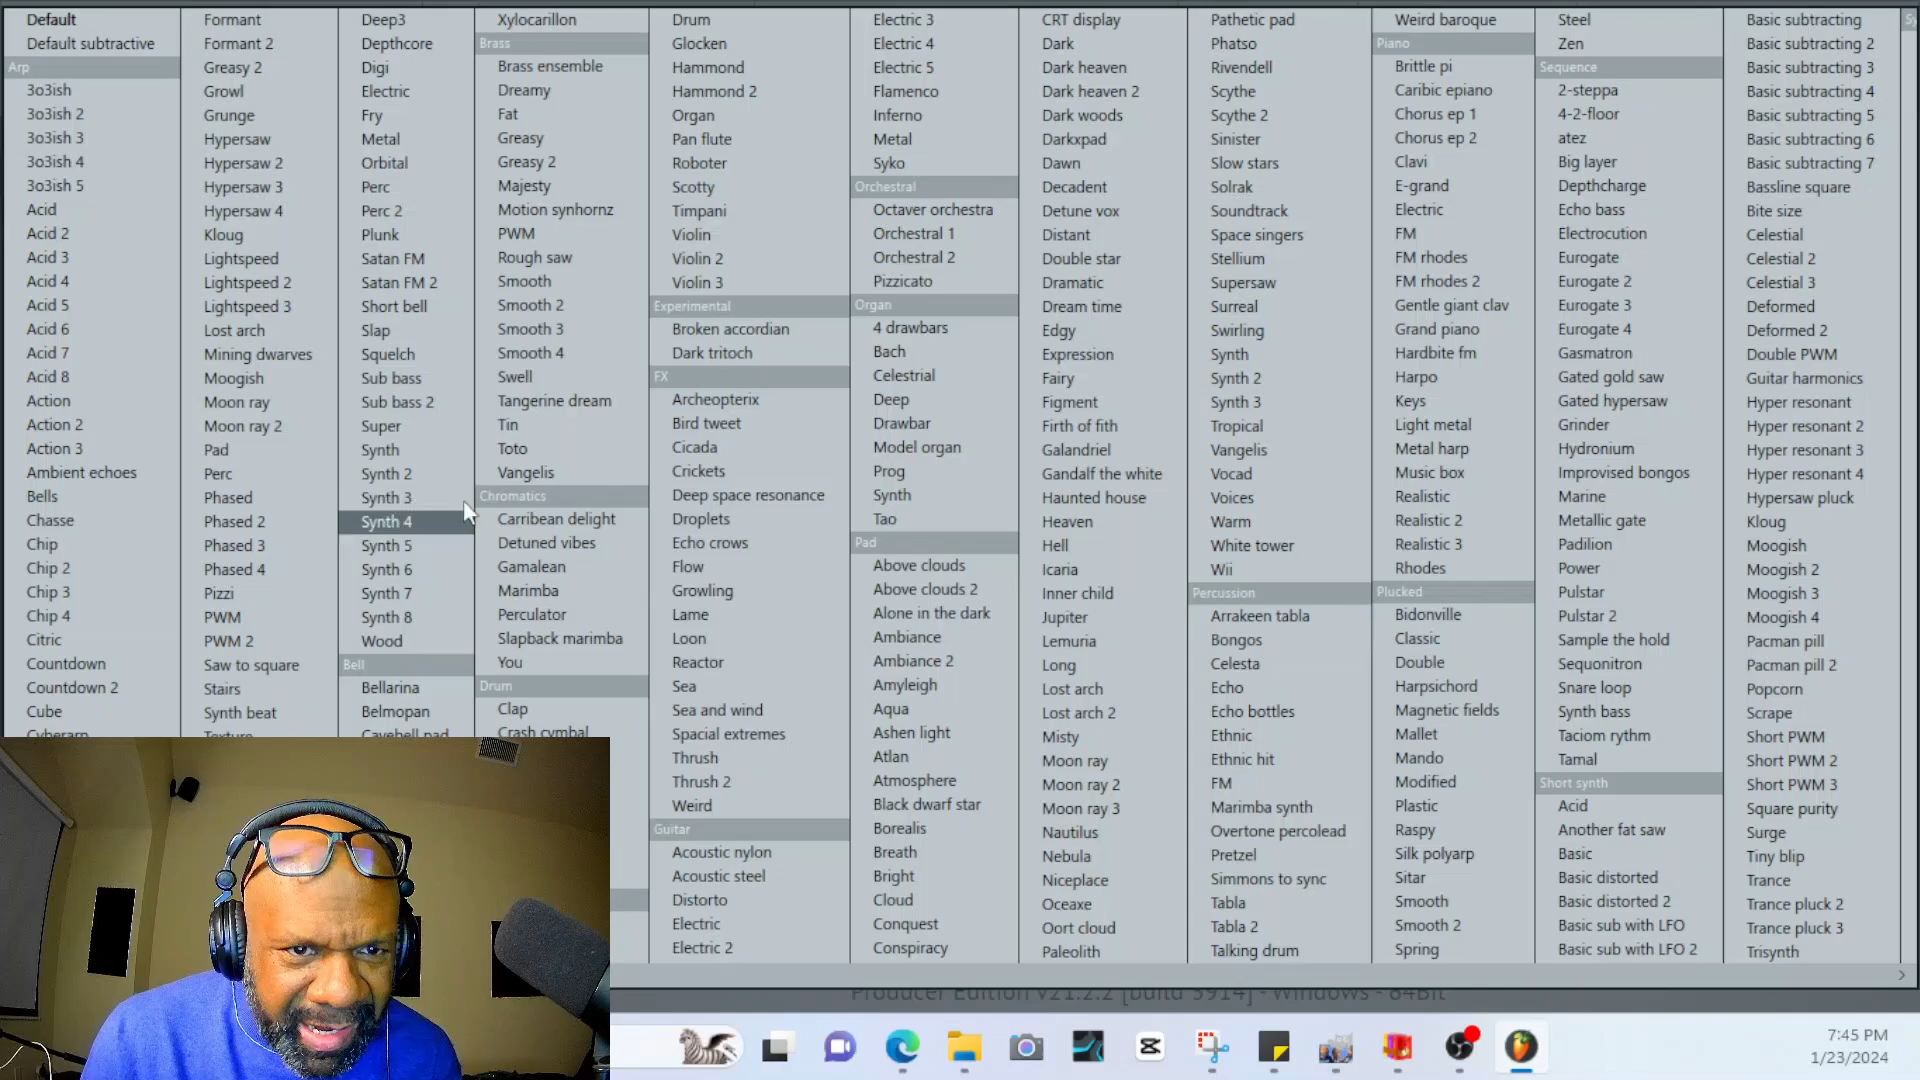 Default
Default subtractive
Arp
3o3ish
3o3ish 2
3o3ish 3
3o3ish 4
3o3ish 5
Acid
Acid 2
Acid 3
Acid 4
Acid 5
Acid 6
Acid 7
Acid 8
Action
Action 2
Action 3
Ambient echoes
Bells
Chasse
Chip
Chip 2
Chip 3
Chip 4
Citric
Countdown
Countdown 2
Cube
Cyberarp
Formant
Formant 2
Greasy 2
Growl
Grunge
Hypersaw
Hypersaw 2
Hypersaw 3
Hypersaw 4
Kloug
Lightspeed
Lightspeed 2
Lightspeed 3
Lost arch
Mining dwarves
Moogish
Moon ray
Moon ray 2
Pad
Perc
Phased
Phased 2
Phased 3
Phased 4
Pizzi
PWM
PWM 2
Saw to square
Stairs
Synth beat
Texture
Deep3
Depthcore
Digi
Electric
Fry
Metal
Orbital
Perc
Perc 2
Plunk
Satan FM
Satan FM 2
Short bell
Slap
Squelch
Sub bass
Sub bass 2
Super
Synth
Synth 2
Synth 3
Synth 4
Synth 5
Synth 6
Synth 7
Synth 8
Wood
Bell
Bellarina
Belmopan
Cavebell pad
Xylocarillon
Brass
Brass ensemble
Dreamy
Fat
Greasy
Greasy 2
Majesty
Motion synhornz
PWM
Rough saw
Smooth
Smooth 2
Smooth 3
Smooth 4
Swell
Tangerine dream
Tin
Toto
Vangelis
Chromatics
Carribean delight
Detuned vibes
Gamalean
Marimba
Perculator
Slapback marimba
You
Drum
Clap
Crash cymbal
Drum
Glocken
Hammond
Hammond 2
Organ
Pan flute
Roboter
Scotty
Timpani
Violin
Violin 2
Violin 3
Experimental
Broken accordian
Dark tritoch
FX
Archeopterix
Bird tweet
Cicada
Crickets
Deep space resonance
Droplets
Echo crows
Flow
Growling
Lame
Loon
Reactor
Sea
Sea and wind
Spacial extremes
Thrush
Thrush 2
Weird
Guitar
Acoustic nylon
Acoustic steel
Distorto
Electric
Electric 2
Electric 3
Electric 4
Electric 5
Flamenco
Inferno
Metal
Syko
Orchestral
Octaver orchestra
Orchestral 1
Orchestral 2
Pizzicato
Organ
4 drawbars
Bach
Celestrial
Deep
Drawbar
Model organ
Prog
Synth
Tao
Pad
Above clouds
Above clouds 2
Alone in the dark
Ambiance
Ambiance 2
Amyleigh
Aqua
Ashen light
Atlan
Atmosphere
Black dwarf star
Borealis
Breath
Bright
Cloud
Conquest
Conspiracy
CRT display
Dark
Dark heaven
Dark heaven 2
Dark woods
Darkxpad
Dawn
Decadent
Detune vox
Distant
Double star
Dramatic
Dream time
Edgy
Expression
Fairy
Figment
Firth of fith
Galandriel
Gandalf the white
Haunted house
Heaven
Hell
Icaria
Inner child
Jupiter
Lemuria
Long
Lost arch
Lost arch 2
Misty
Moon ray
Moon ray 2
Moon ray 3
Nautilus
Nebula
Niceplace
Oceaxe
Oort cloud
Paleolith
Pathetic pad
Phatso
Rivendell
Scythe
Scythe 2
Sinister
Slow stars
Solrak
Soundtrack
Space singers
Stellium
Supersaw
Surreal
Swirling
Synth
Synth 2
Synth 3
Tropical
Vangelis
Vocad
Voices
Warm
White tower
Wii
Percussion
Arrakeen tabla
Bongos
Celesta
Echo
Echo bottles
Ethnic
Ethnic hit
FM
Marimba synth
Overtone percolead
Pretzel
Simmons to sync
Tabla
Tabla 2
Talking drum
Weird baroque
Piano
Brittle pi
Caribic epiano
Chorus ep 1
Chorus ep 2
Clavi
E-grand
Electric
FM
FM rhodes
FM rhodes 2
Gentle giant clav
Grand piano
Hardbite fm
Harpo
Keys
Light metal
Metal harp
Music box
Realistic
Realistic 2
Realistic 3
Rhodes
Plucked
Bidonville
Classic
Double
Harpsichord
Magnetic fields
Mallet
Mando
Modified
Plastic
Raspy
Silk polyarp
Sitar
Smooth
Smooth 2
Spring
Steel
Zen
Sequence
2-steppa
4-2-floor
atez
Big layer
Depthcharge
Echo bass
Electrocution
Eurogate
Eurogate 2
Eurogate 3
Eurogate 4
Gasmatron
Gated gold saw
Gated hypersaw
Grinder
Hydronium
Improvised bongos
Marine
Metallic gate
Padilion
Power
Pulstar
Pulstar 2
Sample the hold
Sequonitron
Snare loop
Synth bass
Taciom rythm
Tamal
Short synth
Acid
Another fat saw
Basic
Basic distorted
Basic distorted 2
Basic sub with LFO
Basic sub with LFO 2
Basic subtracting
Basic subtracting 2
Basic subtracting 3
Basic subtracting 4
Basic subtracting 5
Basic subtracting 6
Basic subtracting 7
Bassline square
Bite size
Celestial
Celestial 2
Celestial 3
Deformed
Deformed 2
Double PWM
Guitar harmonics
Hyper resonant
Hyper resonant 2
Hyper resonant 3
Hyper resonant 4
Hypersaw pluck
Kloug
Moogish
Moogish 2
Moogish 3
Moogish 4
Pacman pill
Pacman pill 2
Popcorn
Scrape
Short PWM
Short PWM 2
Short PWM 3
Square purity
Surge
Tiny blip
Trance
Trance pluck 2
Trance pluck 3
Trisynth
Sy
Producer Edition v21.2.2 [build 3914] - Windows - 64Bit
7:45 PM
1/23/2024